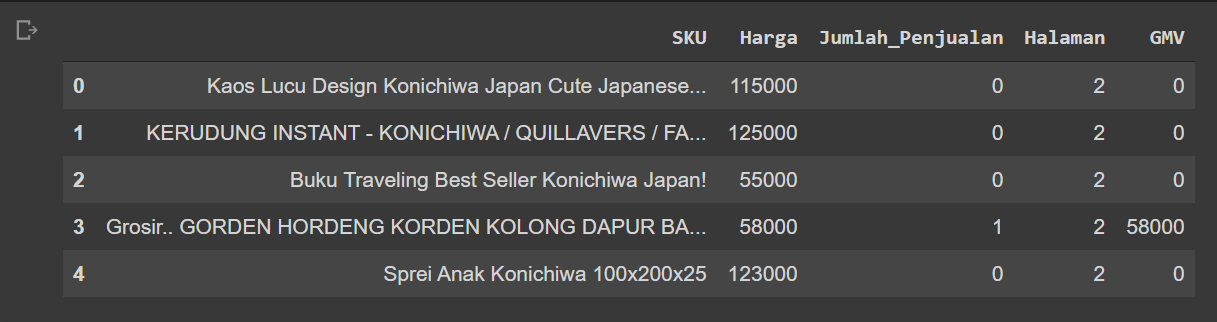 SKU Harga Jumlah_Penjualan Halaman GMV
0 Kaos Lucu Design Konichiwa Japan Cute Japanese... 115000 0 2 0
1 KERUDUNG INSTANT - KONICHIWA / QUILLAVERS / FA... 125000 0 2 0
2 Buku Traveling Best Seller Konichiwa Japan! 55000 0 2 0
3 Grosir.. GORDEN HORDENG KORDEN KOLONG DAPUR BA... 58000 1 2 58000
4 Sprei Anak Konichiwa 100x200x25 123000 0 2 0